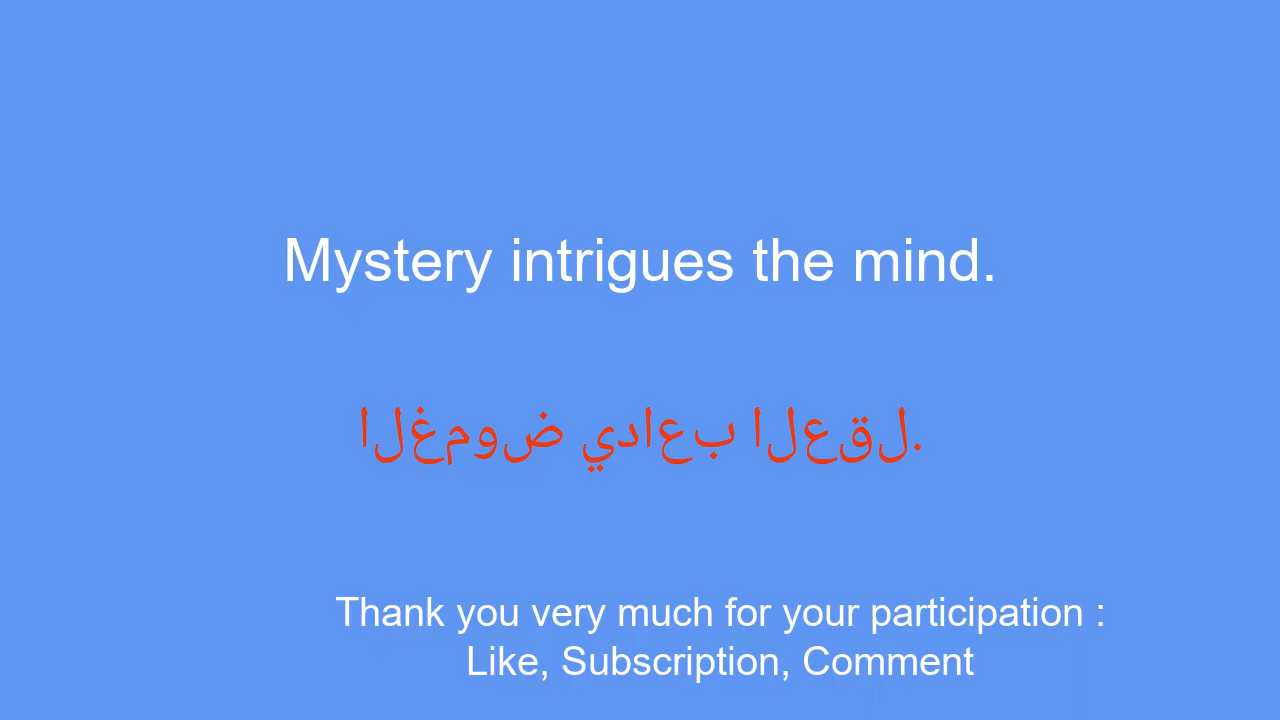 Mystery intrigues the mind.
الغموض يداعب العقل.
Thank you very much for your participation :
Like, Subscription, Comment